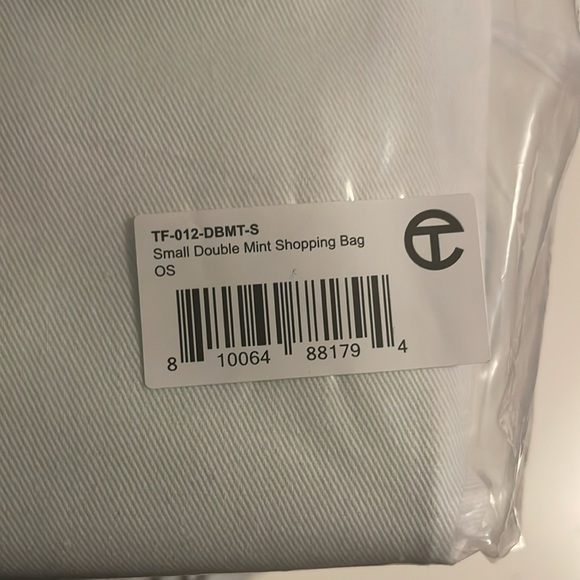 TF-012-DBMT-S
Small Double Mint Shopping Bag
OS
8 10064 88179 4